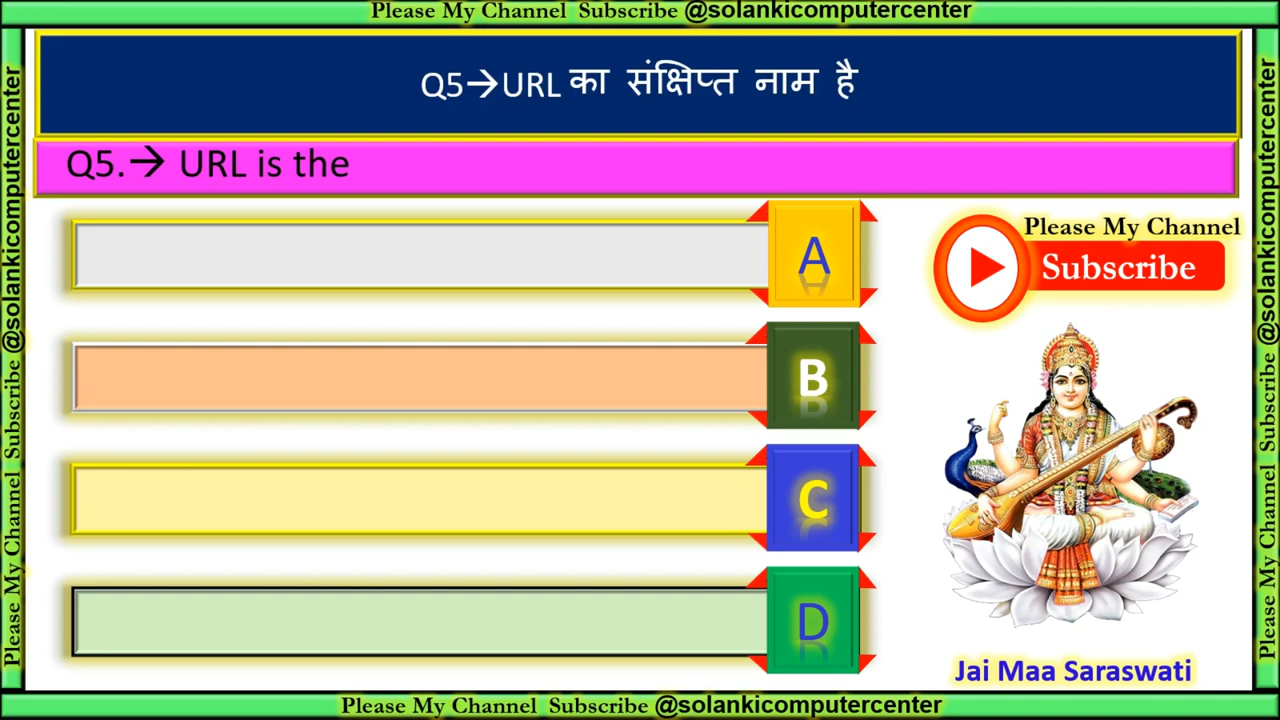 Please My Channel Subscribe @solankicomputercenter
Q5→URL का संक्षिप्त नाम है
Q5.→ URL is the
A
B
C
D
Please My Channel
Subscribe
Jai Maa Saraswati
Please My Channel Subscribe @solankicomputercenter
Please My Channel Subscribe @solankicomputercenter
Please My Channel Subscribe @solankicomputercenter